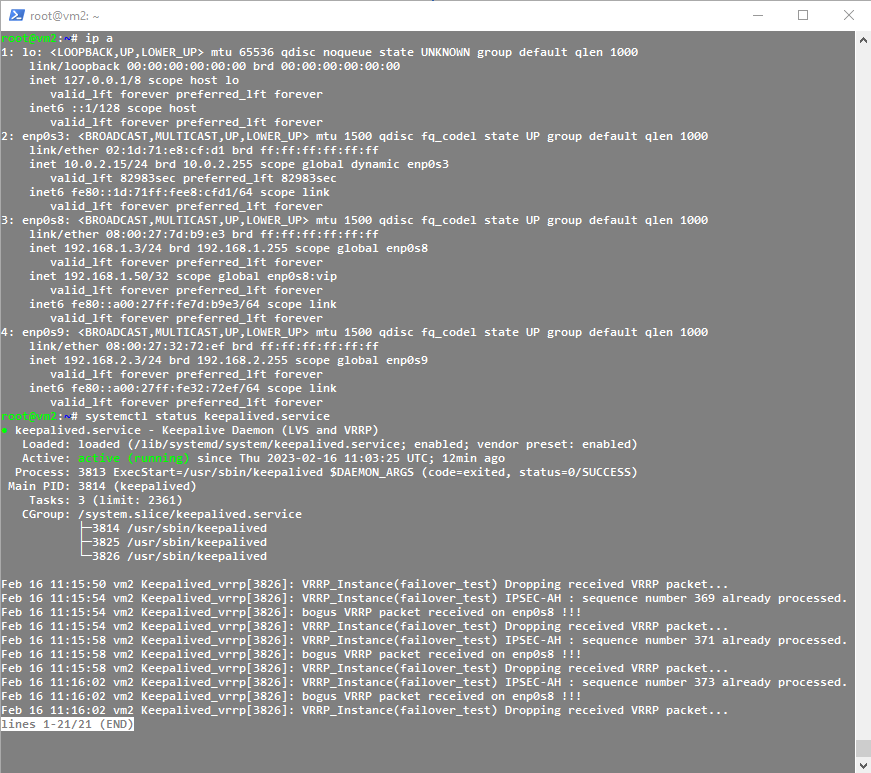 root@vm2: ~
root@vm2:~# ip a
1: lo: <LOOPBACK,UP,LOWER_UP> mtu 65536 qdisc noqueue state UNKNOWN group default qlen 1000
    link/loopback 00:00:00:00:00:00 brd 00:00:00:00:00:00
    inet 127.0.0.1/8 scope host lo
       valid_lft forever preferred_lft forever
    inet6 ::1/128 scope host
       valid_lft forever preferred_lft forever
2: enp0s3: <BROADCAST,MULTICAST,UP,LOWER_UP> mtu 1500 qdisc fq_codel state UP group default qlen 1000
    link/ether 02:1d:71:e8:cf:d1 brd ff:ff:ff:ff:ff:ff
    inet 10.0.2.15/24 brd 10.0.2.255 scope global dynamic enp0s3
       valid_lft 82983sec preferred_lft 82983sec
    inet6 fe80::1d:71ff:fee8:cfd1/64 scope link
       valid_lft forever preferred_lft forever
3: enp0s8: <BROADCAST,MULTICAST,UP,LOWER_UP> mtu 1500 qdisc fq_codel state UP group default qlen 1000
    link/ether 08:00:27:7d:b9:e3 brd ff:ff:ff:ff:ff:ff
    inet 192.168.1.3/24 brd 192.168.1.255 scope global enp0s8
       valid_lft forever preferred_lft forever
    inet 192.168.1.50/32 scope global enp0s8:vip
       valid_lft forever preferred_lft forever
    inet6 fe80::a00:27ff:fe7d:b9e3/64 scope link
       valid_lft forever preferred_lft forever
4: enp0s9: <BROADCAST,MULTICAST,UP,LOWER_UP> mtu 1500 qdisc fq_codel state UP group default qlen 1000
    link/ether 08:00:27:32:72:ef brd ff:ff:ff:ff:ff:ff
    inet 192.168.2.3/24 brd 192.168.2.255 scope global enp0s9
       valid_lft forever preferred_lft forever
    inet6 fe80::a00:27ff:fe32:72ef/64 scope link
       valid_lft forever preferred_lft forever
root@vm2:~# systemctl status keepalived.service
● keepalived.service - Keepalive Daemon (LVS and VRRP)
   Loaded: loaded (/lib/systemd/system/keepalived.service; enabled; vendor preset: enabled)
   Active: active (running) since Thu 2023-02-16 11:03:25 UTC; 12min ago
  Process: 3813 ExecStart=/usr/sbin/keepalived $DAEMON_ARGS (code=exited, status=0/SUCCESS)
 Main PID: 3814 (keepalived)
    Tasks: 3 (limit: 2361)
   CGroup: /system.slice/keepalived.service
           ├─3814 /usr/sbin/keepalived
           ├─3825 /usr/sbin/keepalived
           └─3826 /usr/sbin/keepalived
Feb 16 11:15:50 vm2 Keepalived_vrrp[3826]: VRRP_Instance(failover_test) Dropping received VRRP packet...
Feb 16 11:15:54 vm2 Keepalived_vrrp[3826]: VRRP_Instance(failover_test) IPSEC-AH : sequence number 369 already processed.
Feb 16 11:15:54 vm2 Keepalived_vrrp[3826]: bogus VRRP packet received on enp0s8 !!!
Feb 16 11:15:54 vm2 Keepalived_vrrp[3826]: VRRP_Instance(failover_test) Dropping received VRRP packet...
Feb 16 11:15:58 vm2 Keepalived_vrrp[3826]: VRRP_Instance(failover_test) IPSEC-AH : sequence number 371 already processed.
Feb 16 11:15:58 vm2 Keepalived_vrrp[3826]: bogus VRRP packet received on enp0s8 !!!
Feb 16 11:15:58 vm2 Keepalived_vrrp[3826]: VRRP_Instance(failover_test) Dropping received VRRP packet...
Feb 16 11:16:02 vm2 Keepalived_vrrp[3826]: VRRP_Instance(failover_test) IPSEC-AH : sequence number 373 already processed.
Feb 16 11:16:02 vm2 Keepalived_vrrp[3826]: bogus VRRP packet received on enp0s8 !!!
Feb 16 11:16:02 vm2 Keepalived_vrrp[3826]: VRRP_Instance(failover_test) Dropping received VRRP packet...
lines 1-21/21 (END)